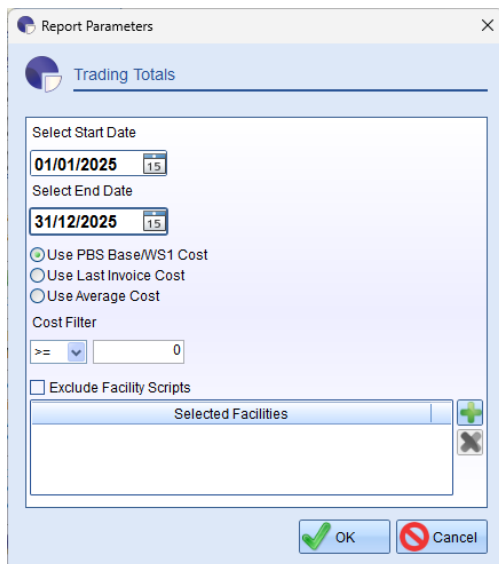 Report Parameters
Trading Totals
Select Start Date
01/01/2025 15
Select End Date
31/12/2025 15
Use PBS Base/WS1 Cost
Use Last Invoice Cost
Use Average Cost
Cost Filter
>= 0
Exclude Facility Scripts
Selected Facilities
OK Cancel